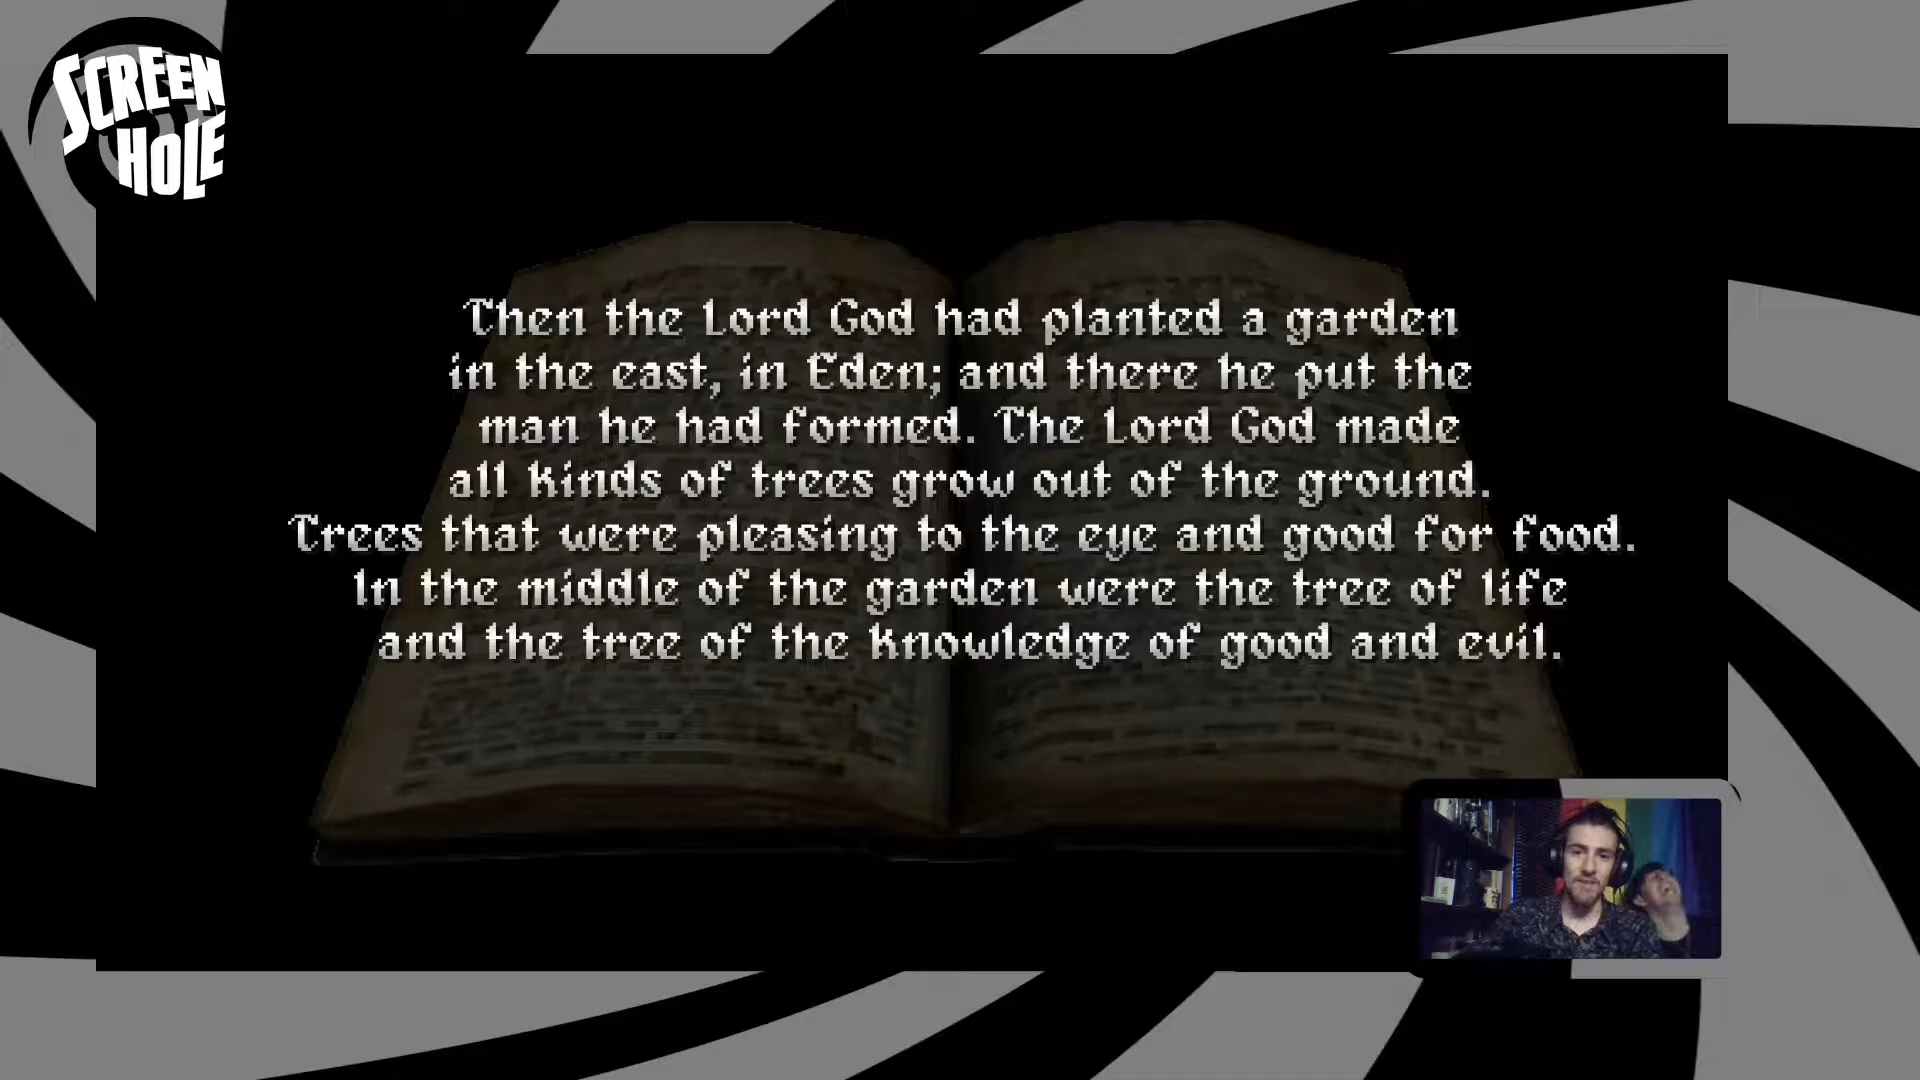 SCREEN
HOLE
Then the Lord God had planted a garden
in the east, in Eden; and there he put the
man he had formed. The Lord God made
all kinds of trees grow out of the ground.
Trees that were pleasing to the eye and good for food.
In the middle of the garden were the tree of life
and the tree of the knowledge of good and evil.